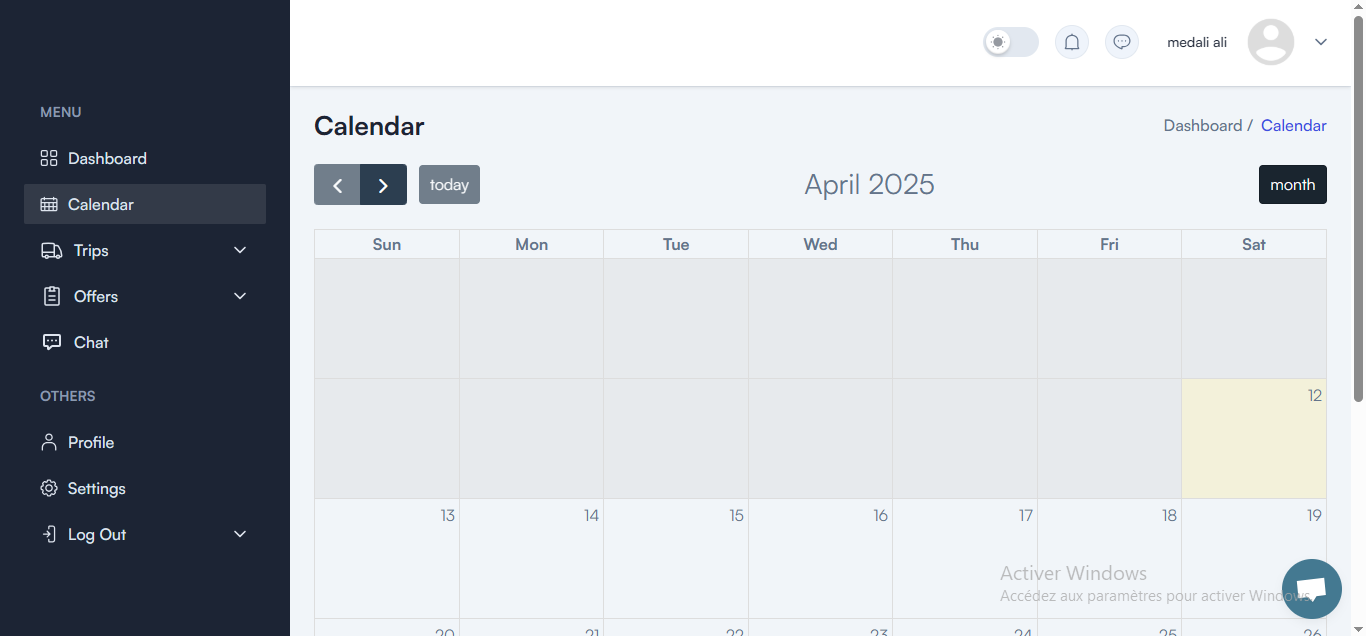 medali ali
MENU
Dashboard
Calendar
Trips
Offers
Chat
OTHERS
Profile
Settings
Log Out
Calendar
Dashboard / Calendar
today
April 2025
month
Sun Mon Tue Wed Thu Fri Sat
12
13 14 15 16 17 18 19
Activer Windows
Accédez aux paramètres pour activer Windows.
20 21 22 23 24 25 26